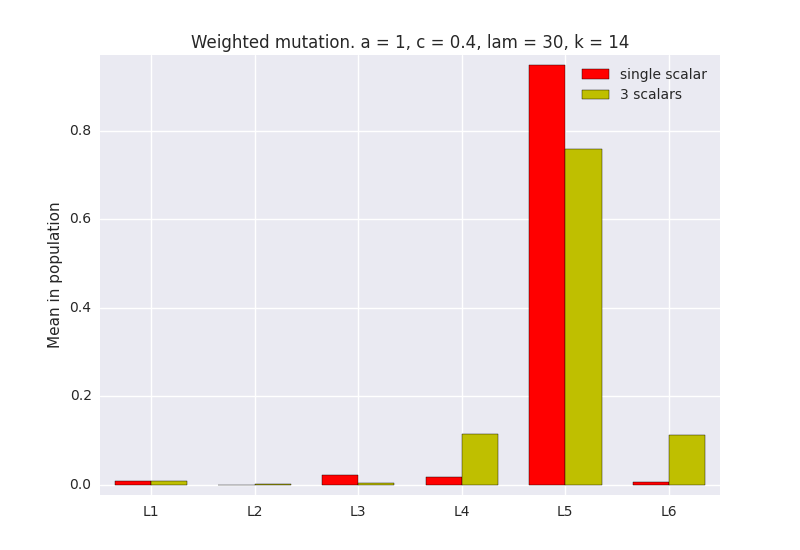 Weighted mutation. a = 1, c = 0.4, lam = 30, k = 14
single scalar
3 scalars
Mean in population
0.8
0.6
0.4
0.2
0.0
L1 L2 L3 L4 L5 L6